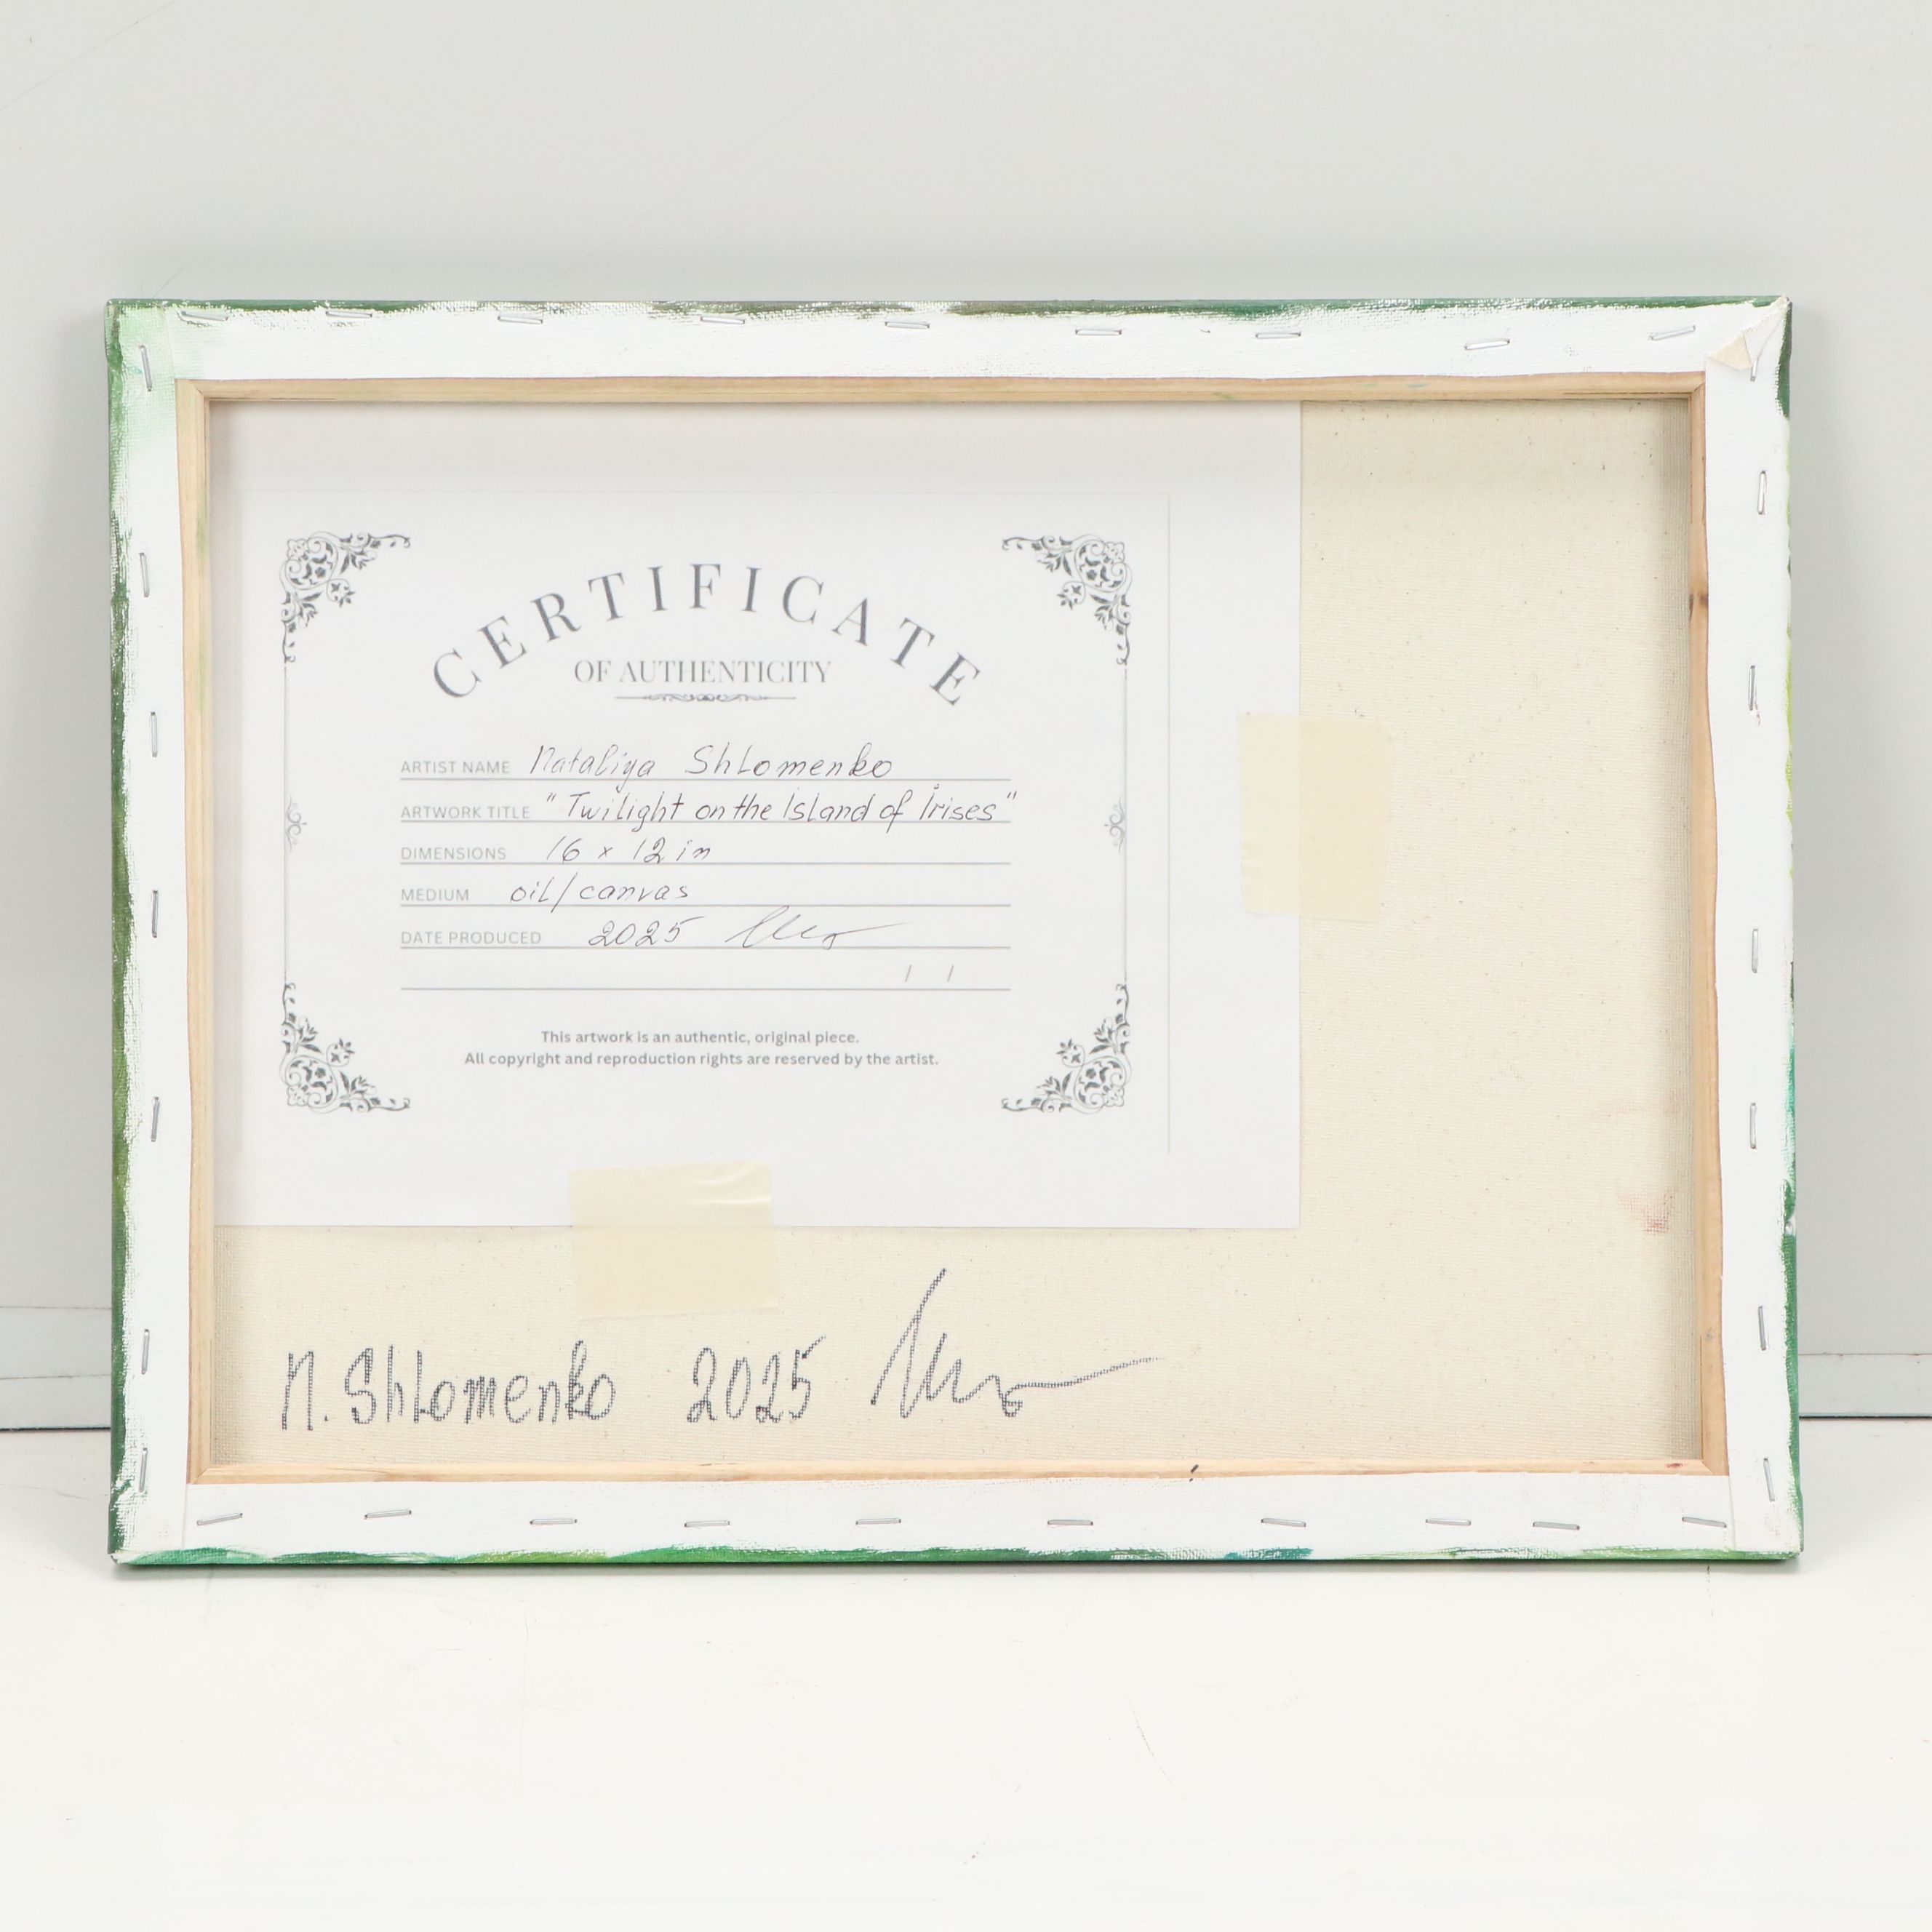 CERTIFICATE
OF AUTHENTICITY
ARTIST NAME Nataliya Shlomenko
ARTWORK TITLE "Twilight on the Island of Irises"
DIMENSIONS 16 x 12 in
MEDIUM oil/canvas
DATE PRODUCED 2025
/ /
This artwork is an authentic, original piece.
All copyright and reproduction rights are reserved by the artist.
N. Shlomenko 2025